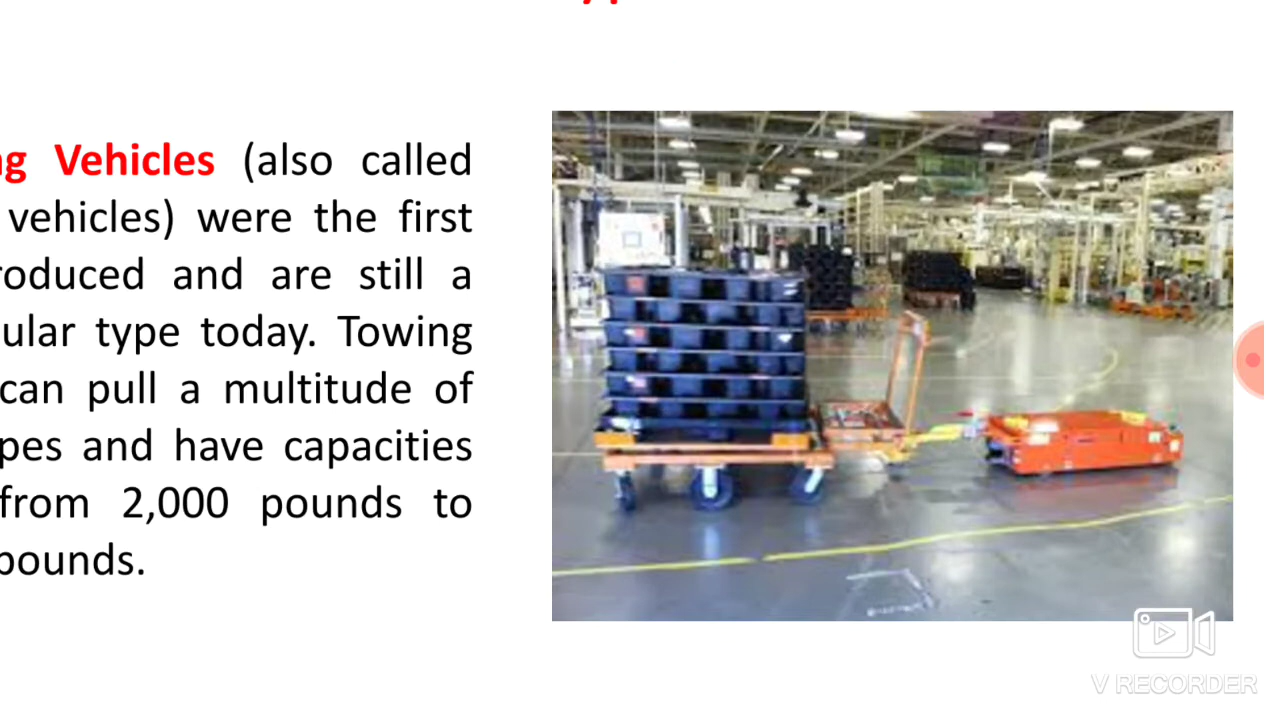 ng Vehicles (also called
vehicles) were the first
roduced and are still a
ular type today. Towing
can pull a multitude of
pes and have capacities
from 2,000 pounds to
pounds.
V RECORDER